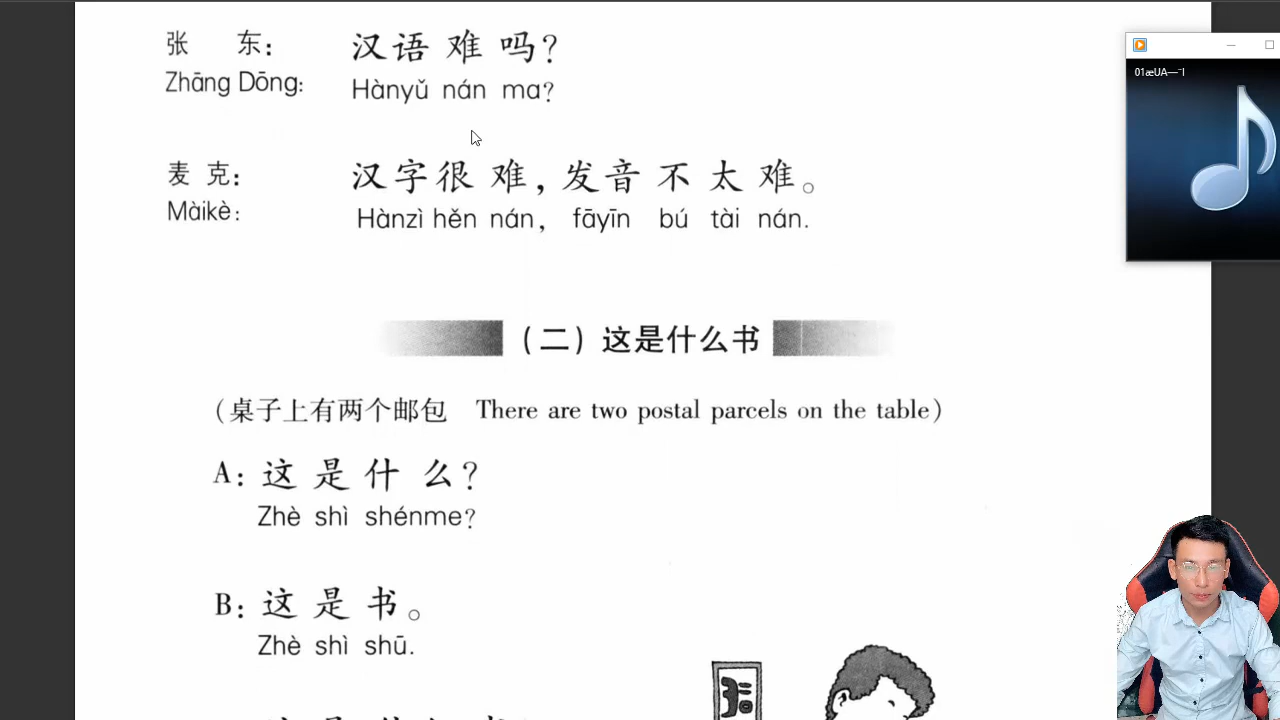 张 东： 汉语难吗？
Zhāng Dōng: Hànyǔ nán ma?
麦 克： 汉字很难，发音不太难。
Màikè: Hànzì hěn nán, fāyīn bú tài nán.
（二）这是什么书
（桌子上有两个邮包 There are two postal parcels on the table）
A：这是什么？
Zhè shì shénme?
B：这是书。
Zhè shì shū.